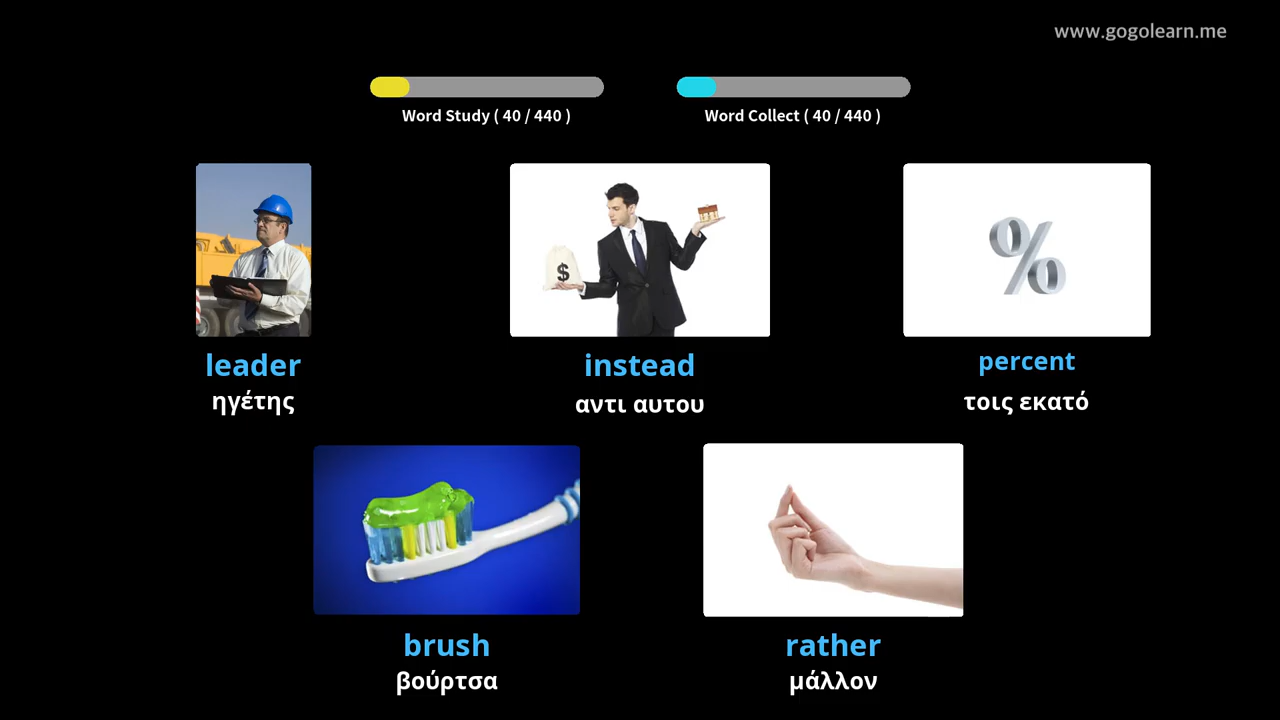 www.gogolearn.me
Word Study ( 40 / 440 )
Word Collect ( 40 / 440 )
$
%
leader
ηγέτης
instead
αντι αυτου
percent
τοις εκατό
brush
βούρτσα
rather
μάλλον